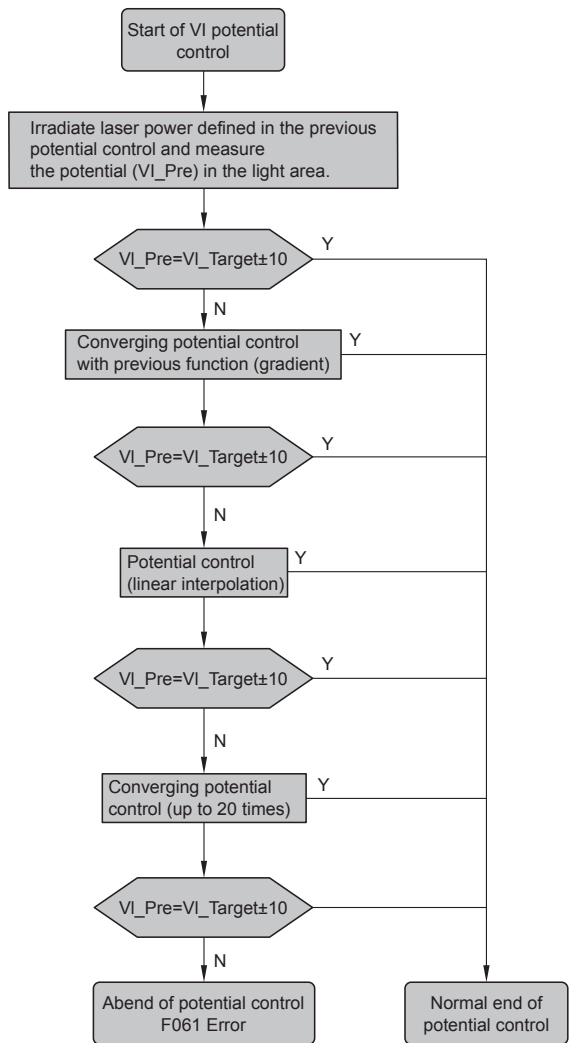 Start of VI potential
control
Irradiate laser power defined in the previous
potential control and measure
the potential (VI_Pre) in the light area.
VI_Pre=VI_Target±10
Y
N
Converging potential control
with previous function (gradient)
Y
VI_Pre=VI_Target±10
Y
N
Potential control
(linear interpolation)
Y
VI_Pre=VI_Target±10
Y
N
Converging potential
control (up to 20 times)
Y
VI_Pre=VI_Target±10
N
Abend of potential control
F061 Error
Normal end of
potential control